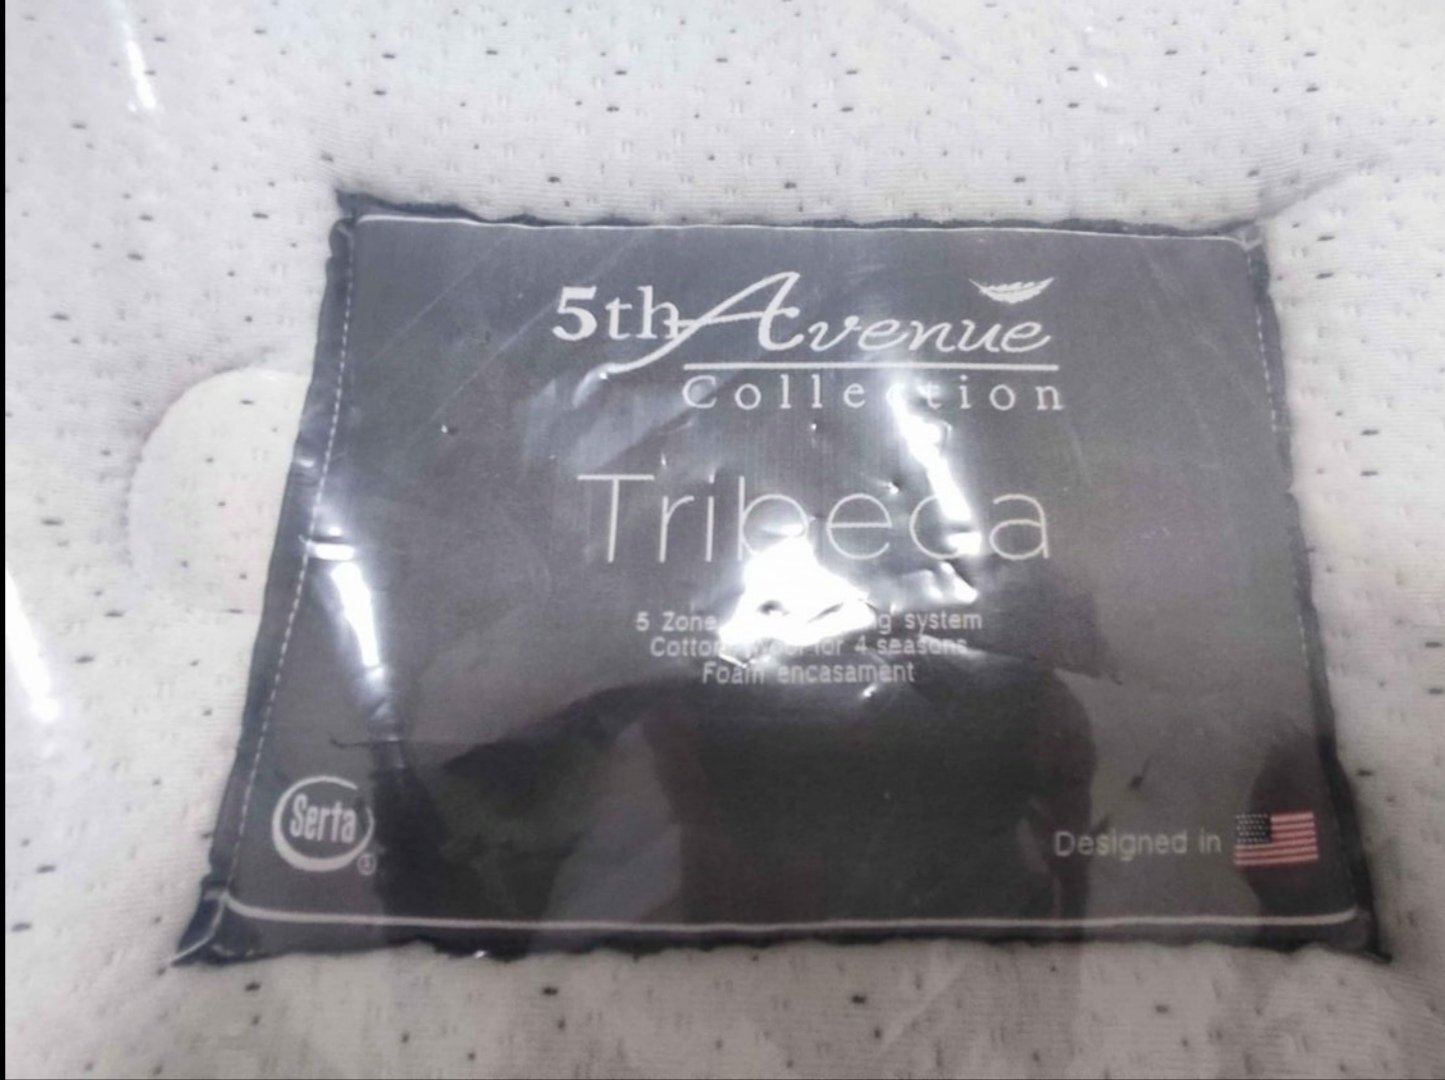 5th Avenue
Collection
Tribeca
5 Zone system
for 4 seasons
Foam encasament
Serta
Designed in